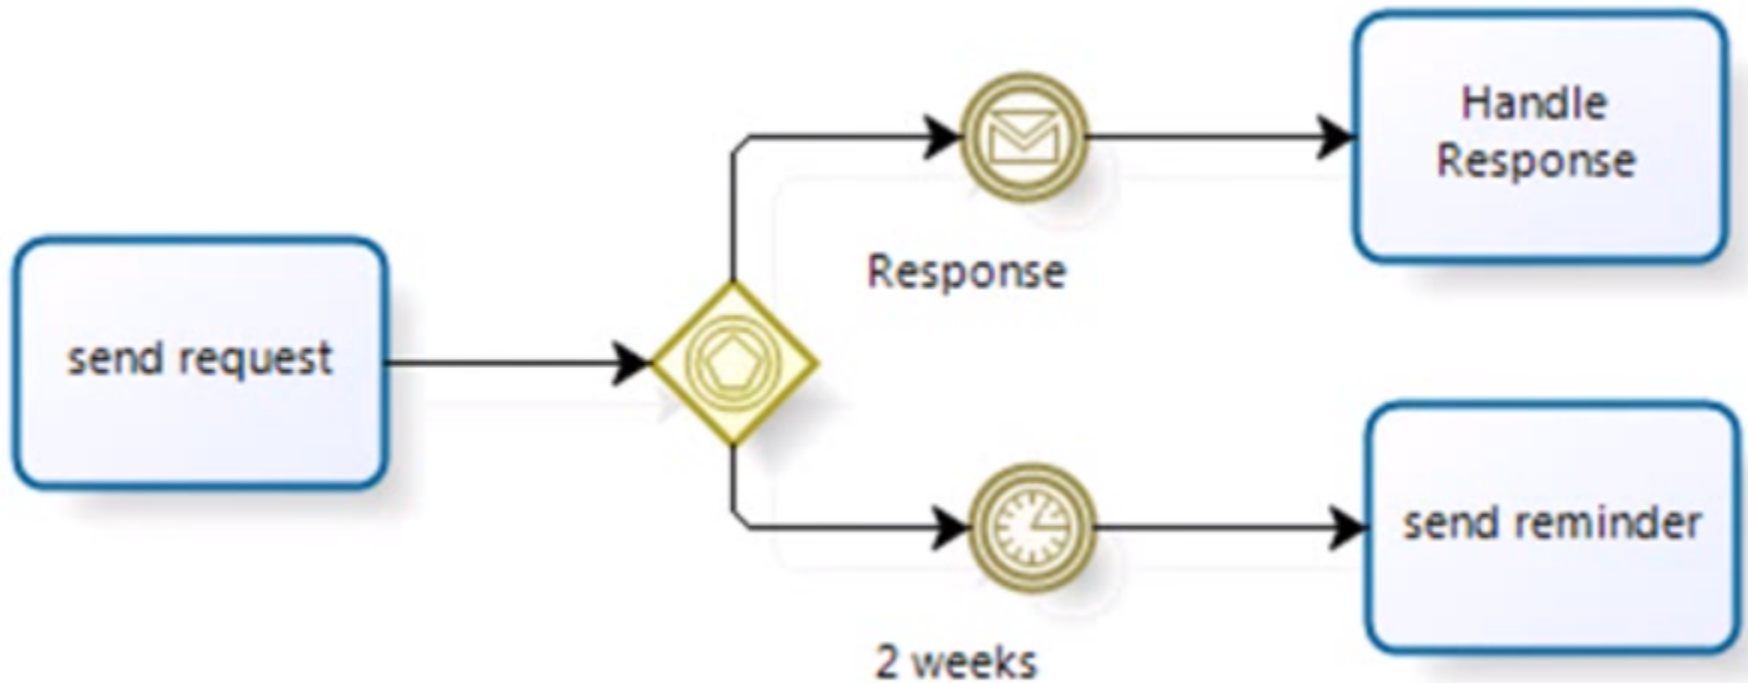 send request
Response
Handle
Response
2 weeks
send reminder